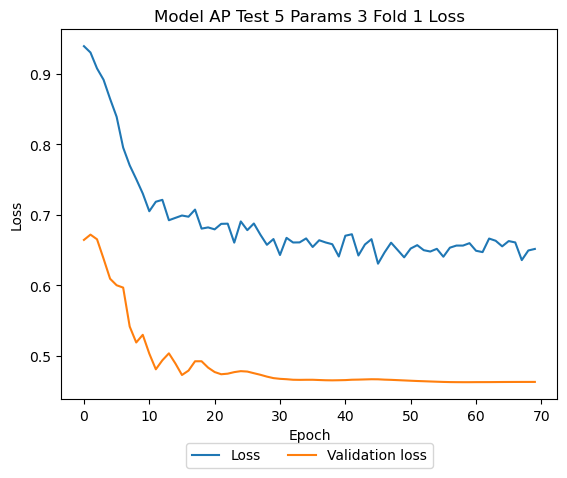 Model AP Test 5 Params 3 Fold 1 Loss
0.9
0.8
0.7
0.6
0.5
Loss
0 10 20 30 40 50 60 70
Epoch
Loss Validation loss